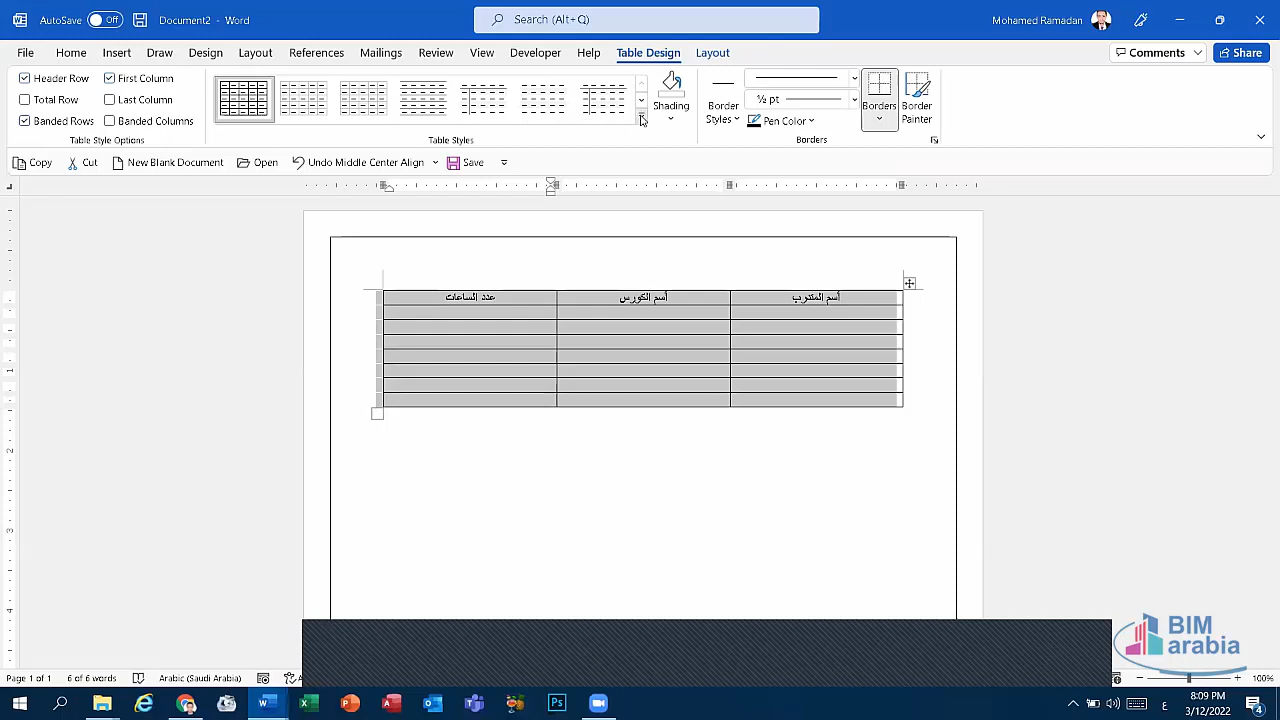 AutoSave Off Document2 - Word Search (Alt+Q) Mohamed Ramadan
File Home Insert Draw Design Layout References Mailings Review View Developer Help Table Design Layout Comments Share
Header Row First Column
Total Row Last Column
Banded Rows Banded Columns
Table Style Options
Table Styles
Shading
Border Styles
½ pt
Pen Color
Borders
Border Painter
Borders
Copy Cut New Blank Document Open Undo Middle Center Align Save
أسم المتدرب أسم الكورس عدد الساعات
1
2
3
4
BIM
arabia
Page 1 of 1 6 of 6 words Arabic (Saudi Arabia) 100%
8:09 PM
3/12/2022